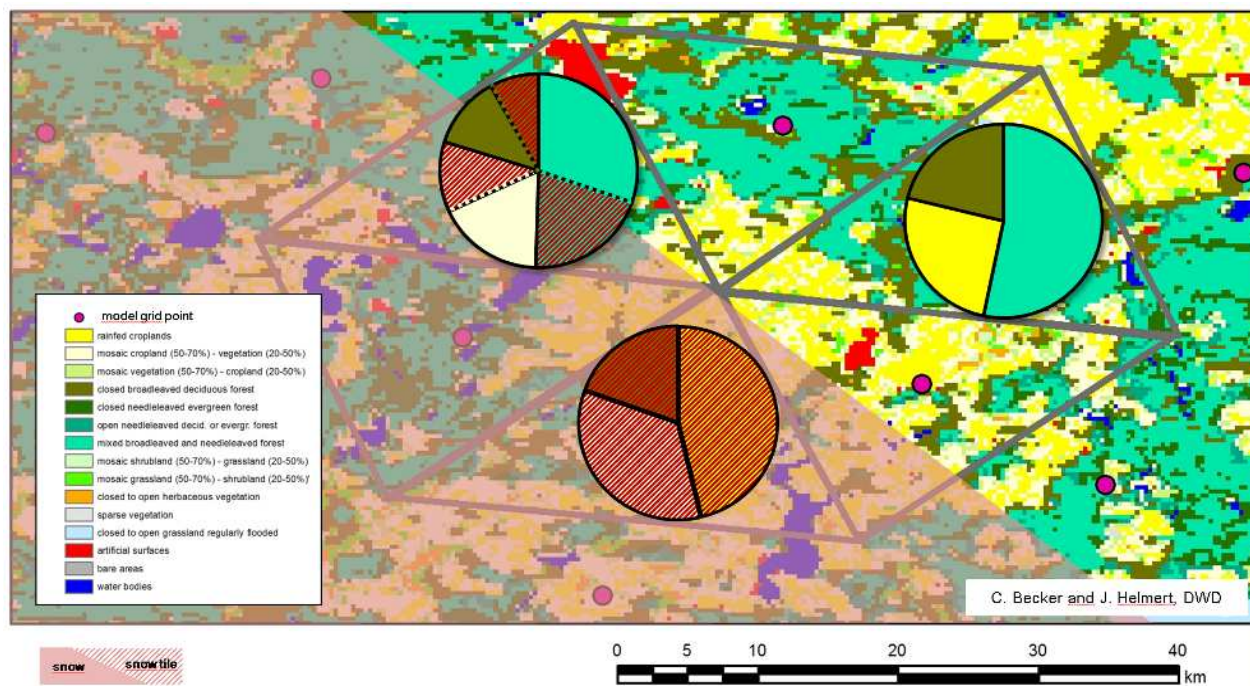 model grid point
rainfed croplands
mosaic cropland (50-70%) - vegetation (20-50%)
mosaic vegetation (50-70%) - cropland (20-50%)
closed broadleaved deciduous forest
closed needleleaved evergreen forest
open needleleaved decid. or evergr. forest
mixed broadleaved and needleleaved forest
mosaic shrubland (50-70%) - grassland (20-50%)
mosaic grassland (50-70%) - shrubland (20-50%)'
closed to open herbaceous vegetation
sparse vegetation
closed to open grassland regularly flooded
artificial surfaces
bare areas
water bodies
C. Becker and J. Helmert, DWD
snow snow tile
0 5 10 20 30 40
km